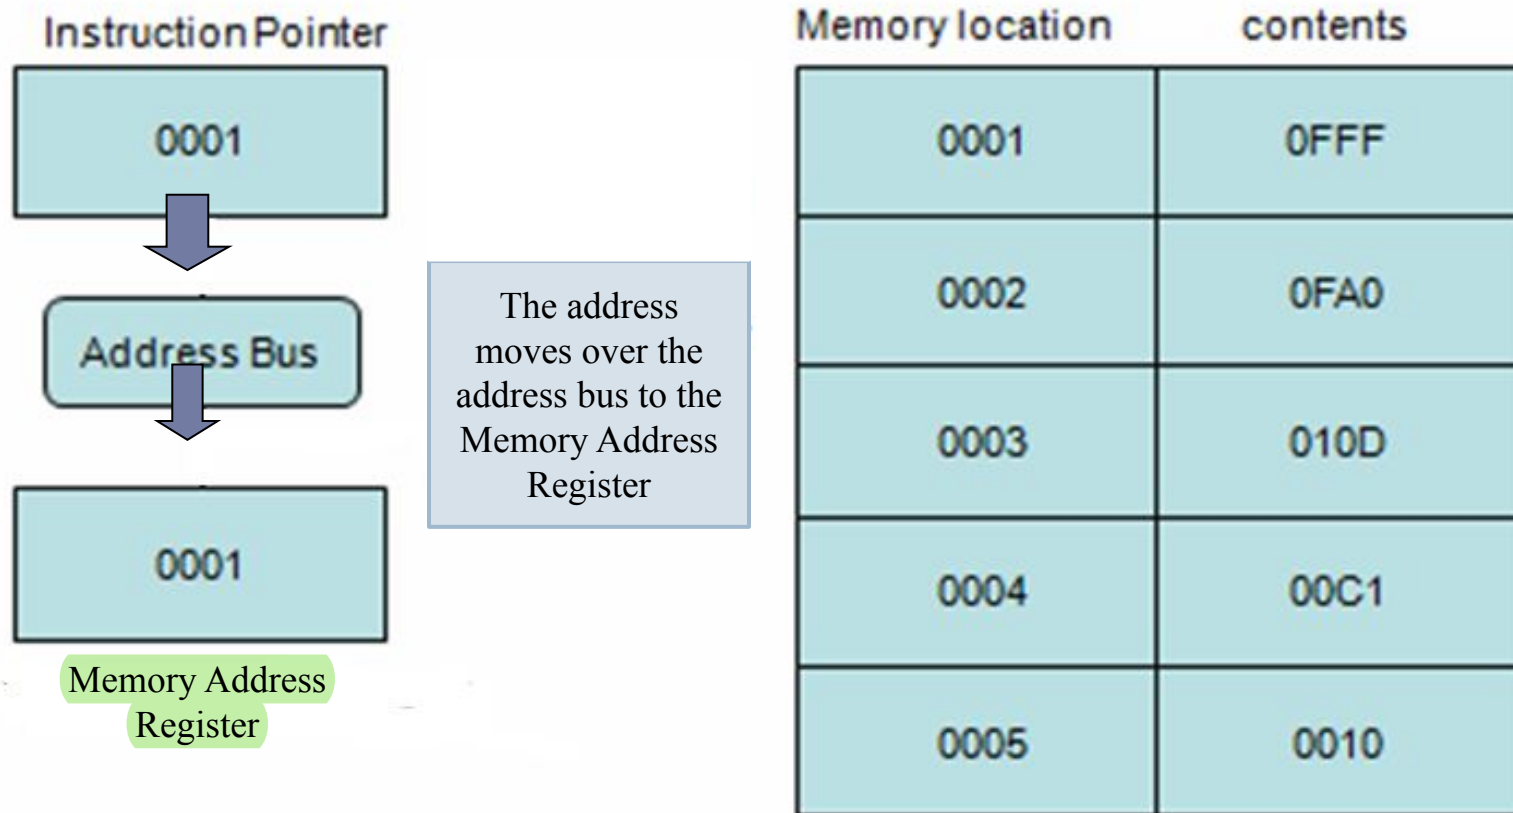 Instruction Pointer
0001
Address Bus
0001
Memory Address
Register
The address
moves over the
address bus to the
Memory Address
Register
Memory location contents
0001 0FFF
0002 0FA0
0003 010D
0004 00C1
0005 0010